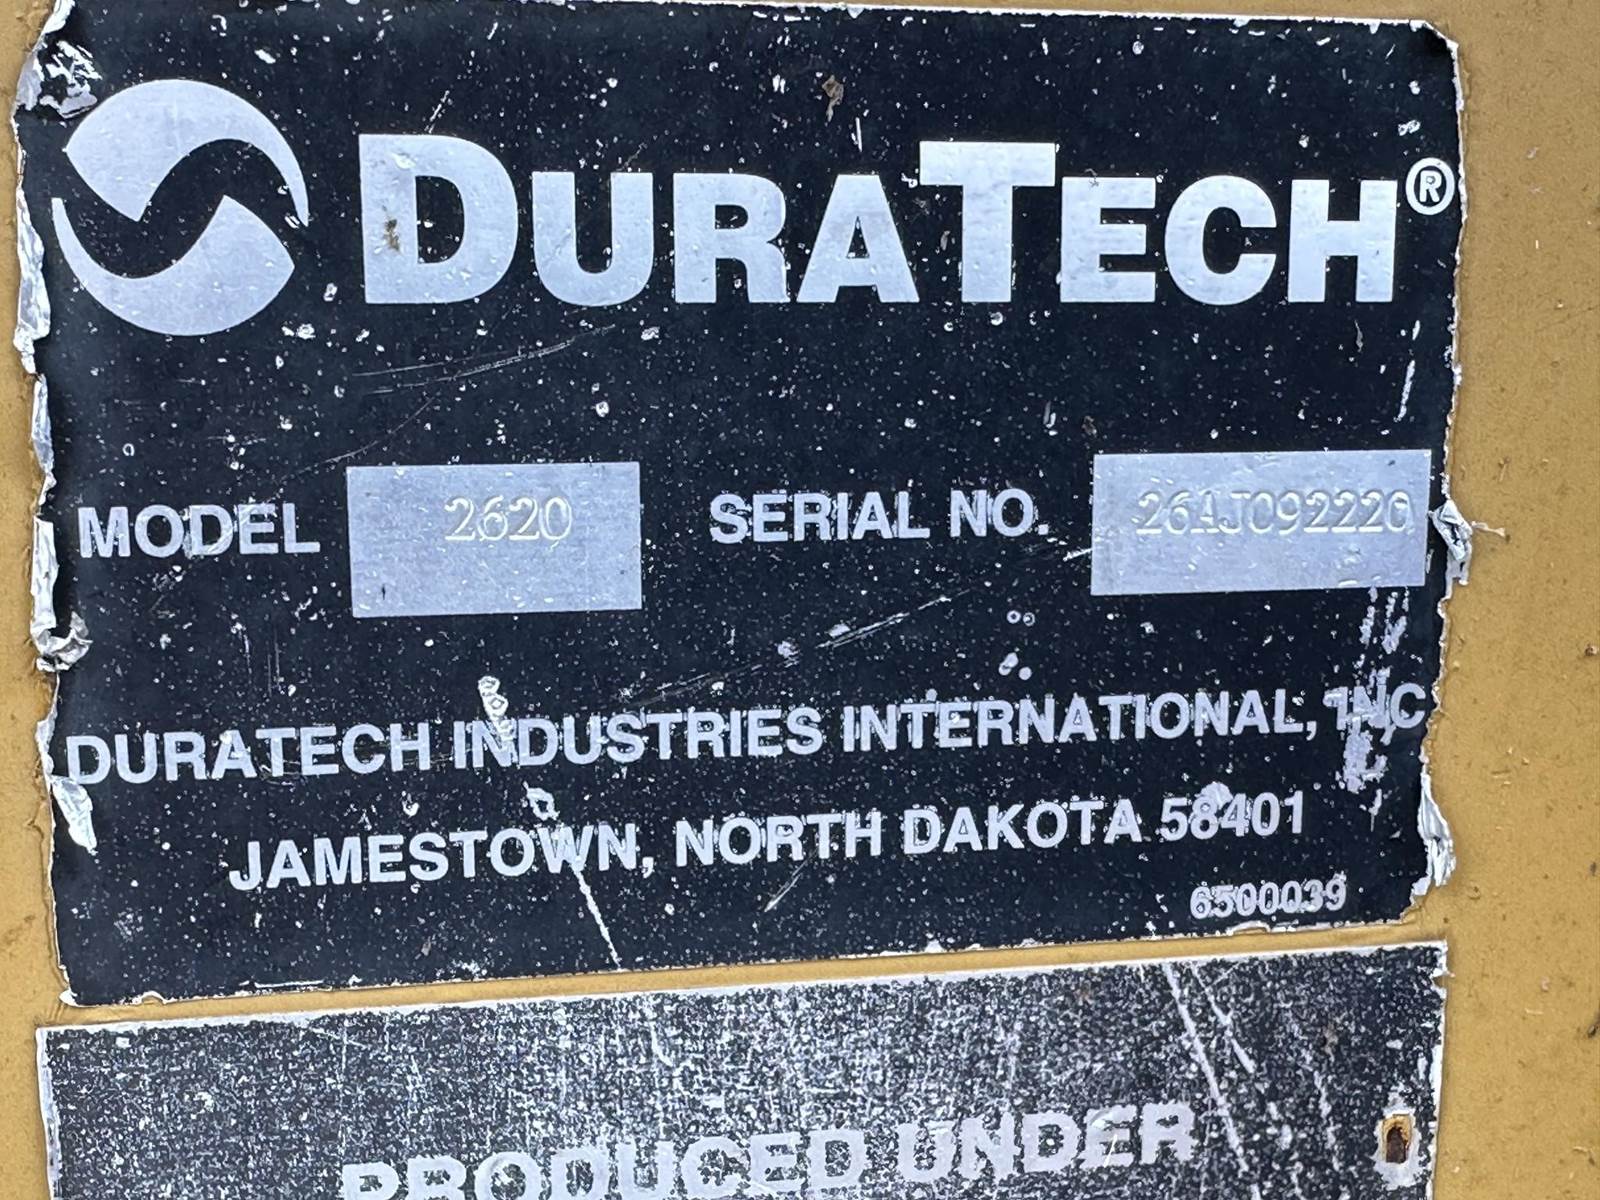 DURATECH®
MODEL 2620 SERIAL NO. 26AJ092220
DURATECH INDUSTRIES INTERNATIONAL, INC
JAMESTOWN, NORTH DAKOTA 58401
6500039
PRODUCED UNDER